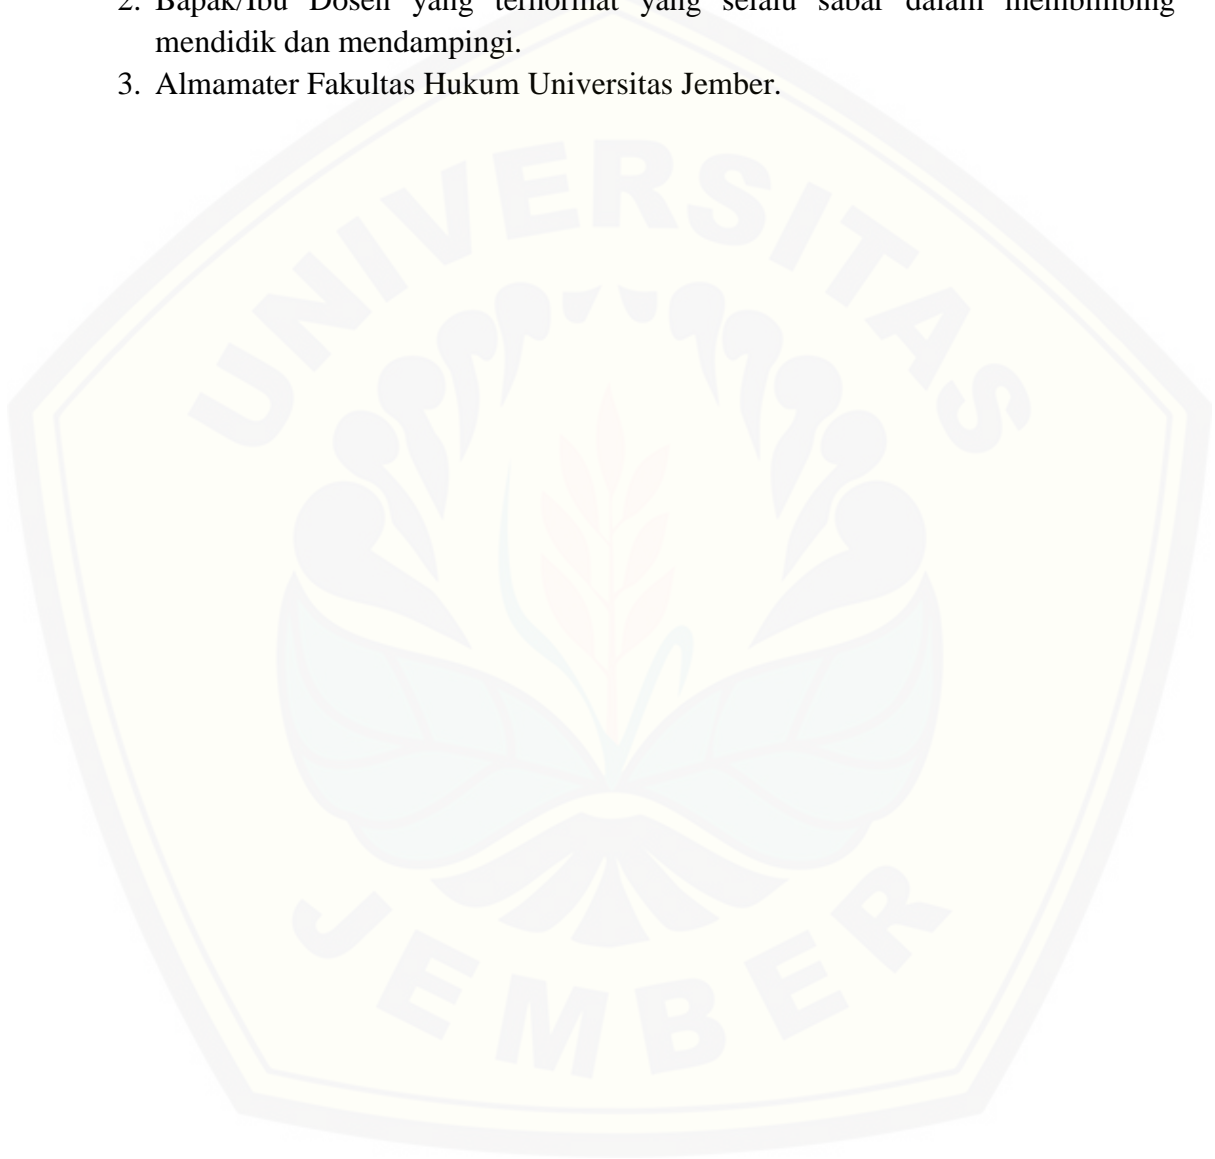 2. Bapak/Ibu Dosen yang terhormat yang selalu sabar dalam membimbing
mendidik dan mendampingi.
3. Almamater Fakultas Hukum Universitas Jember.
UNIVERSITAS
JEMBER